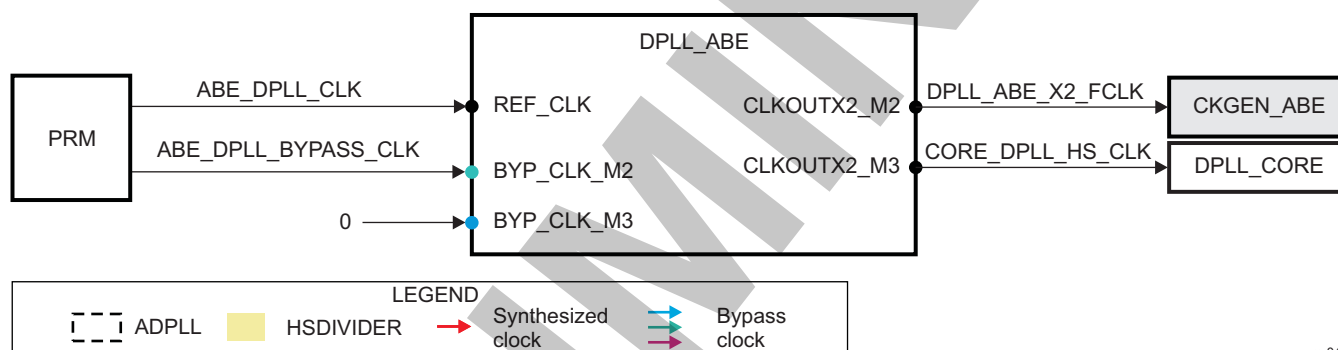 DPLL_ABE
PRM
ABE_DPLL_CLK
REF_CLK
ABE_DPLL_BYPASS_CLK
BYP_CLK_M2
0
BYP_CLK_M3
CLKOUTX2_M2
DPLL_ABE_X2_FCLK
CKGEN_ABE
CLKOUTX2_M3
CORE_DPLL_HS_CLK
DPLL_CORE
LEGEND
ADPLL
HSDIVIDER
Synthesized
clock
Bypass
clock